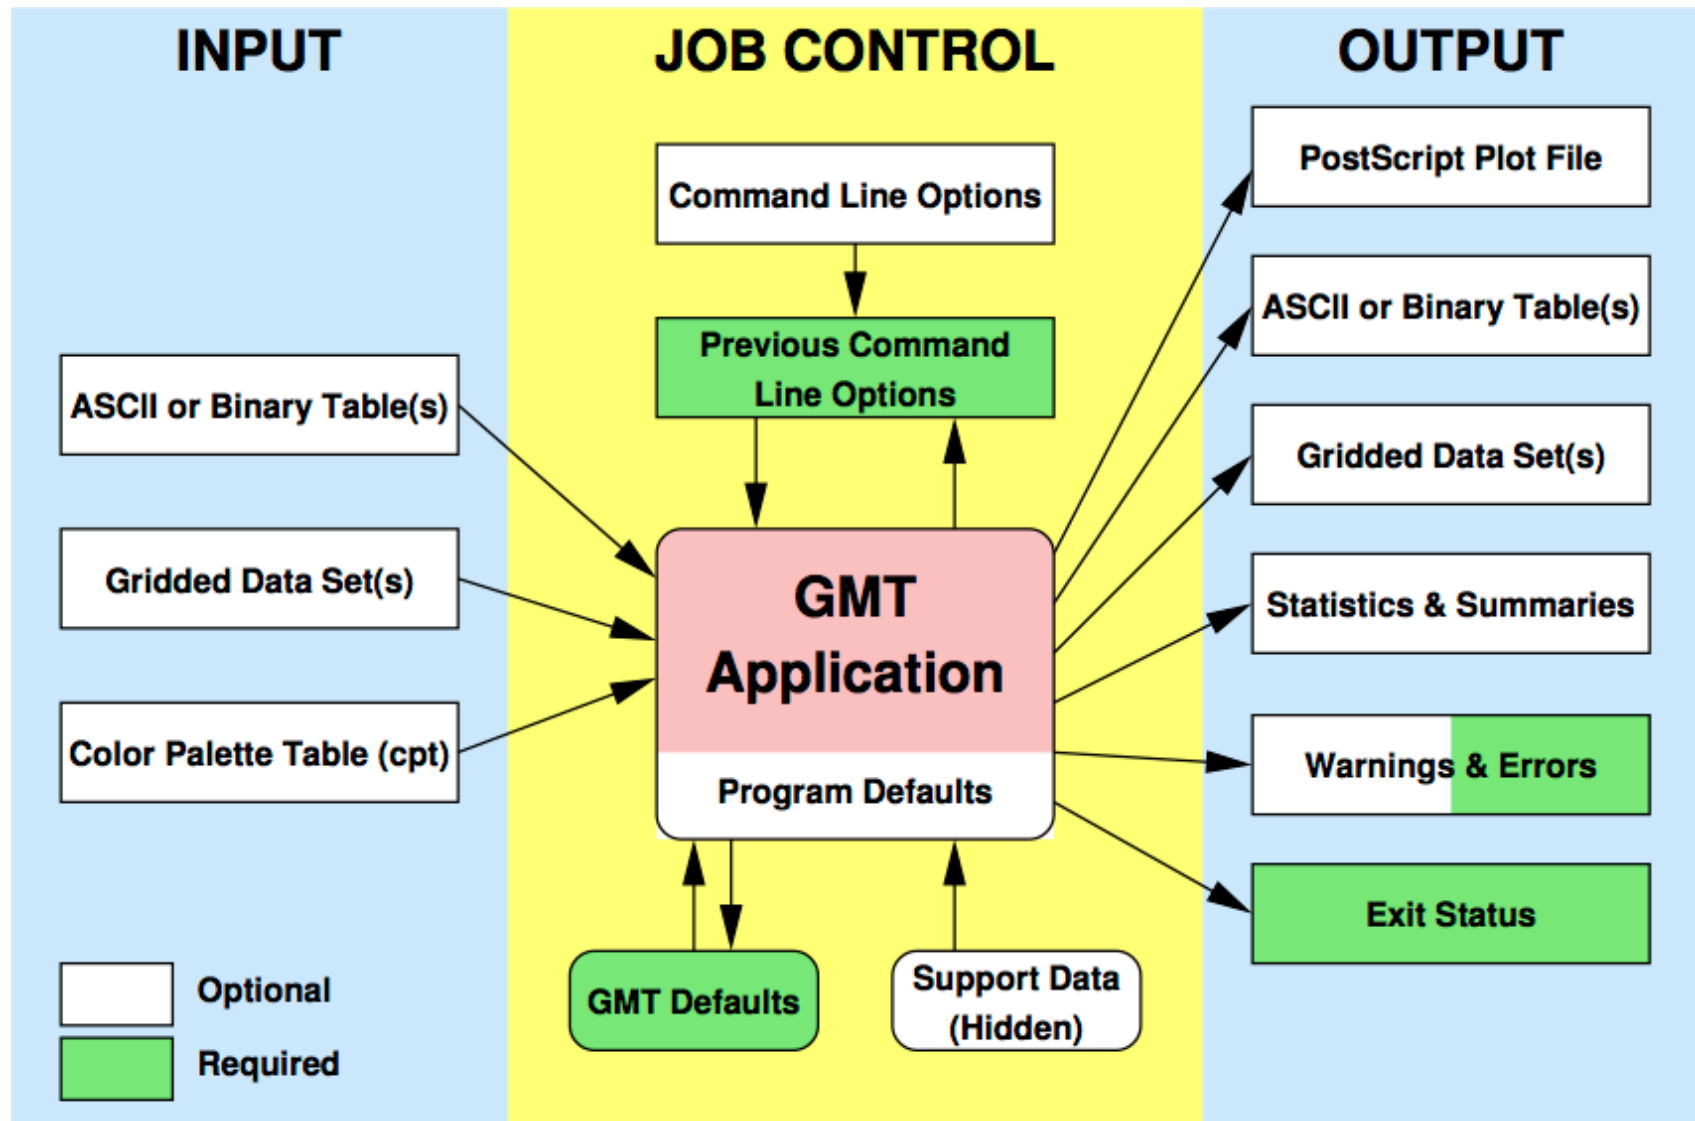 INPUT
JOB CONTROL
OUTPUT
ASCII or Binary Table(s)
Gridded Data Set(s)
Color Palette Table (cpt)
Optional
Required
Command Line Options
Previous Command
Line Options
GMT
Application
Program Defaults
GMT Defaults
Support Data
(Hidden)
PostScript Plot File
ASCII or Binary Table(s)
Gridded Data Set(s)
Statistics & Summaries
Warnings & Errors
Exit Status